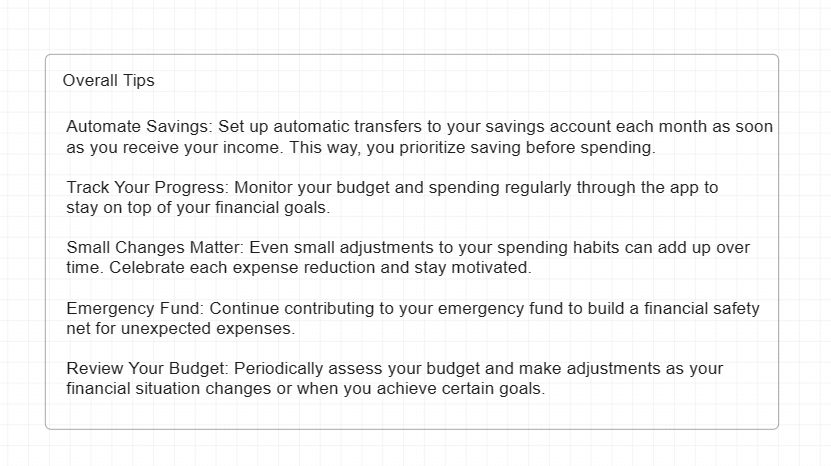 Overall Tips
Automate Savings: Set up automatic transfers to your savings account each month as soon
as you receive your income. This way, you prioritize saving before spending.
Track Your Progress: Monitor your budget and spending regularly through the app to
stay on top of your financial goals.
Small Changes Matter: Even small adjustments to your spending habits can add up over
time. Celebrate each expense reduction and stay motivated.
Emergency Fund: Continue contributing to your emergency fund to build a financial safety
net for unexpected expenses.
Review Your Budget: Periodically assess your budget and make adjustments as your
financial situation changes or when you achieve certain goals.